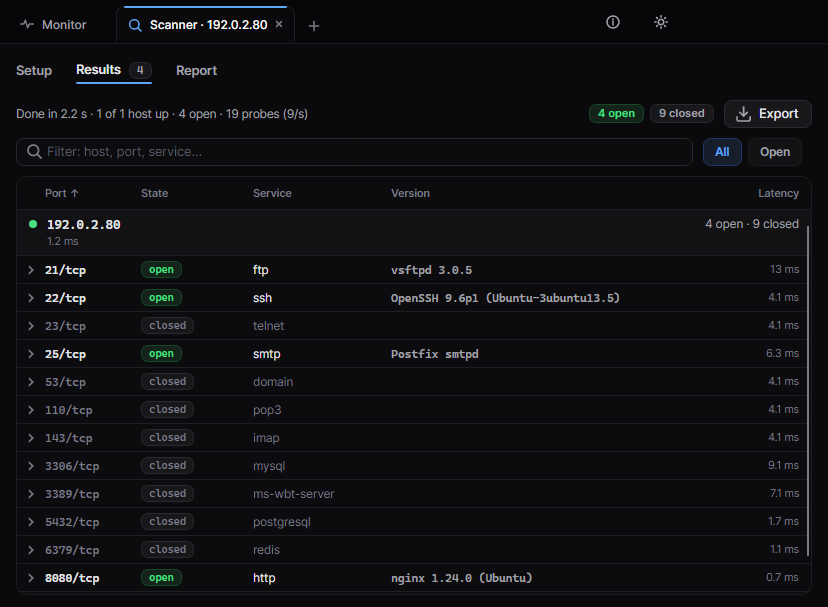 Monitor
Scanner · 192.0.2.80 ×
+
Setup
Results 4
Report
Done in 2.2 s · 1 of 1 host up · 4 open · 19 probes (9/s)
4 open
9 closed
Export
Filter: host, port, service...
All
Open
Port ↑ State Service Version Latency
192.0.2.80 4 open · 9 closed
1.2 ms
21/tcp open ftp vsftpd 3.0.5 13 ms
22/tcp open ssh OpenSSH 9.6p1 (Ubuntu-3ubuntu13.5) 4.1 ms
23/tcp closed telnet 4.1 ms
25/tcp open smtp Postfix smtpd 6.3 ms
53/tcp closed domain 4.1 ms
110/tcp closed pop3 4.1 ms
143/tcp closed imap 4.1 ms
3306/tcp closed mysql 9.1 ms
3389/tcp closed ms-wbt-server 7.1 ms
5432/tcp closed postgresql 1.7 ms
6379/tcp closed redis 1.1 ms
8080/tcp open http nginx 1.24.0 (Ubuntu) 0.7 ms